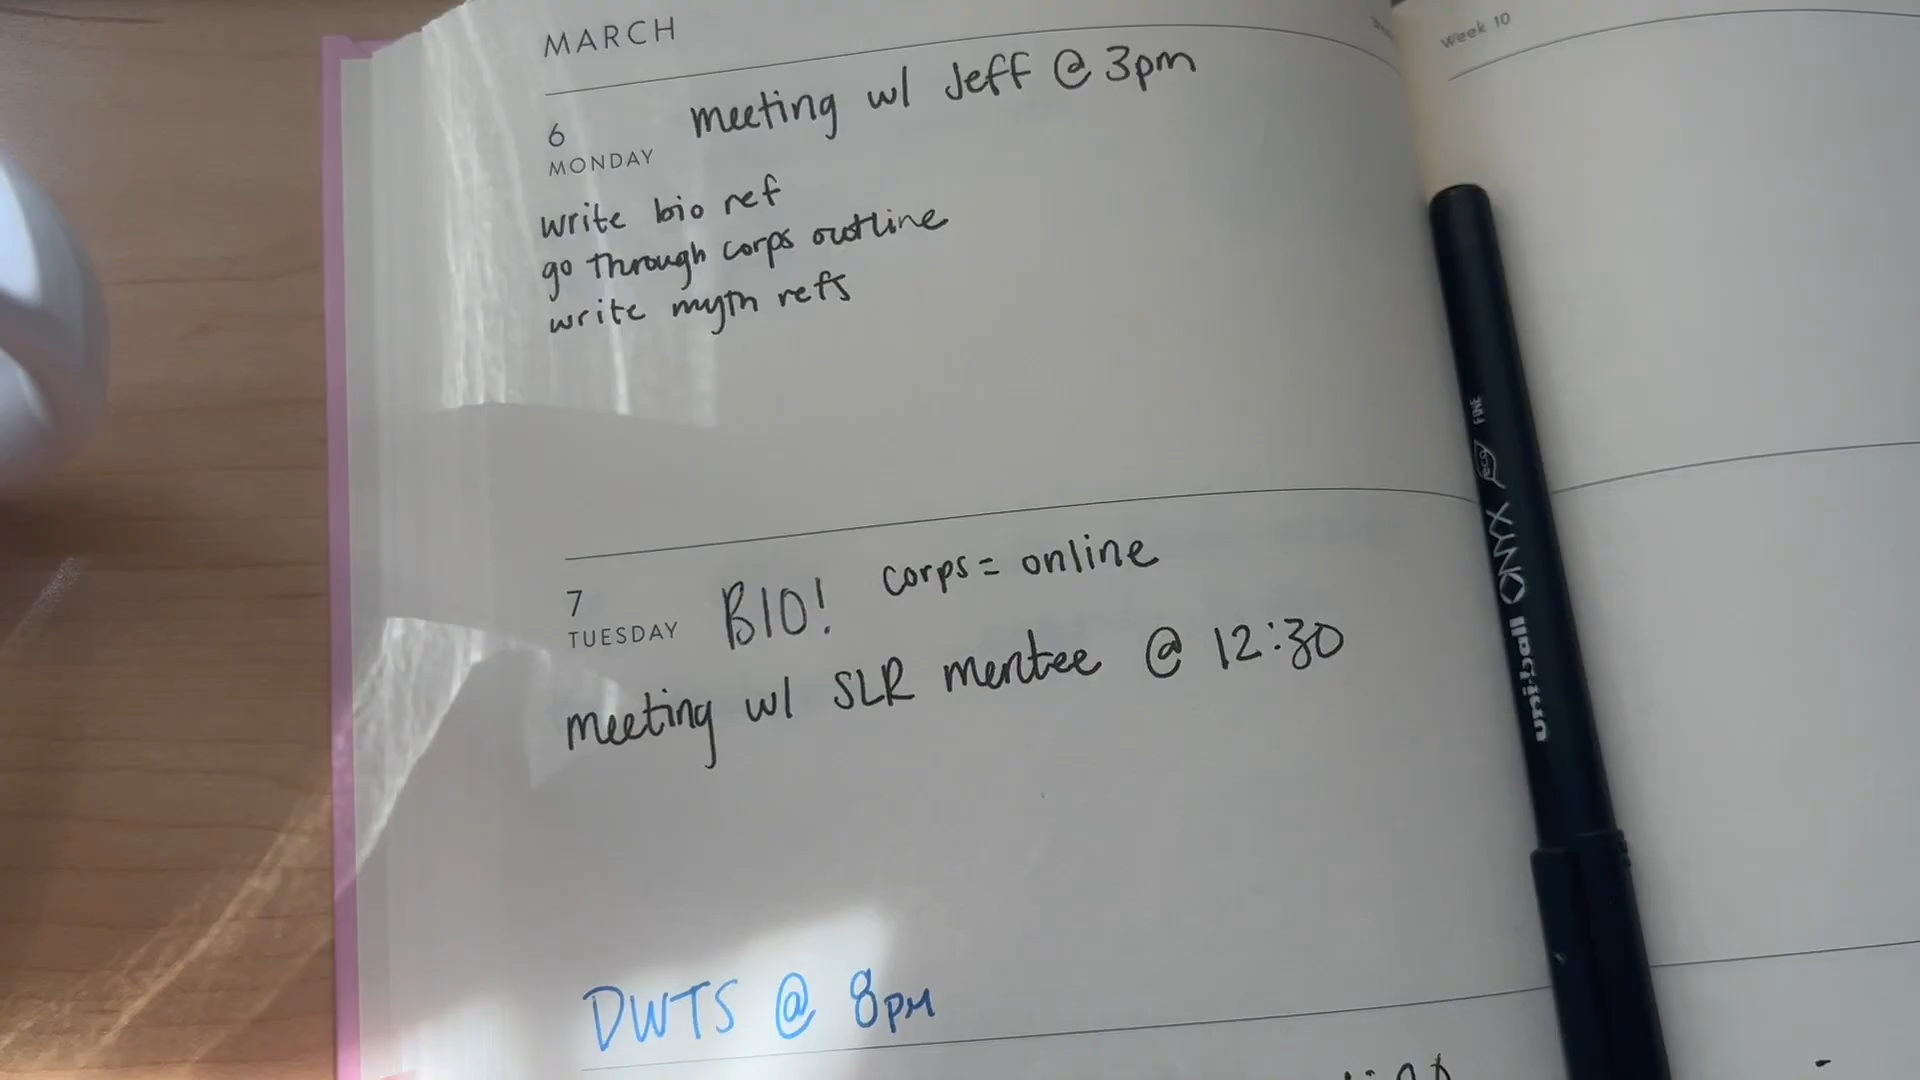 MARCH
6
MONDAY
meeting w/ Jeff @ 3pm
write bio ref
go through corps outline
write myth refs
7
TUESDAY
BIO! corps = online
meeting w/ SLR mentee @ 12:30
DWTS @ 8pm
Week 10
uni-ball ONYX eco FINE